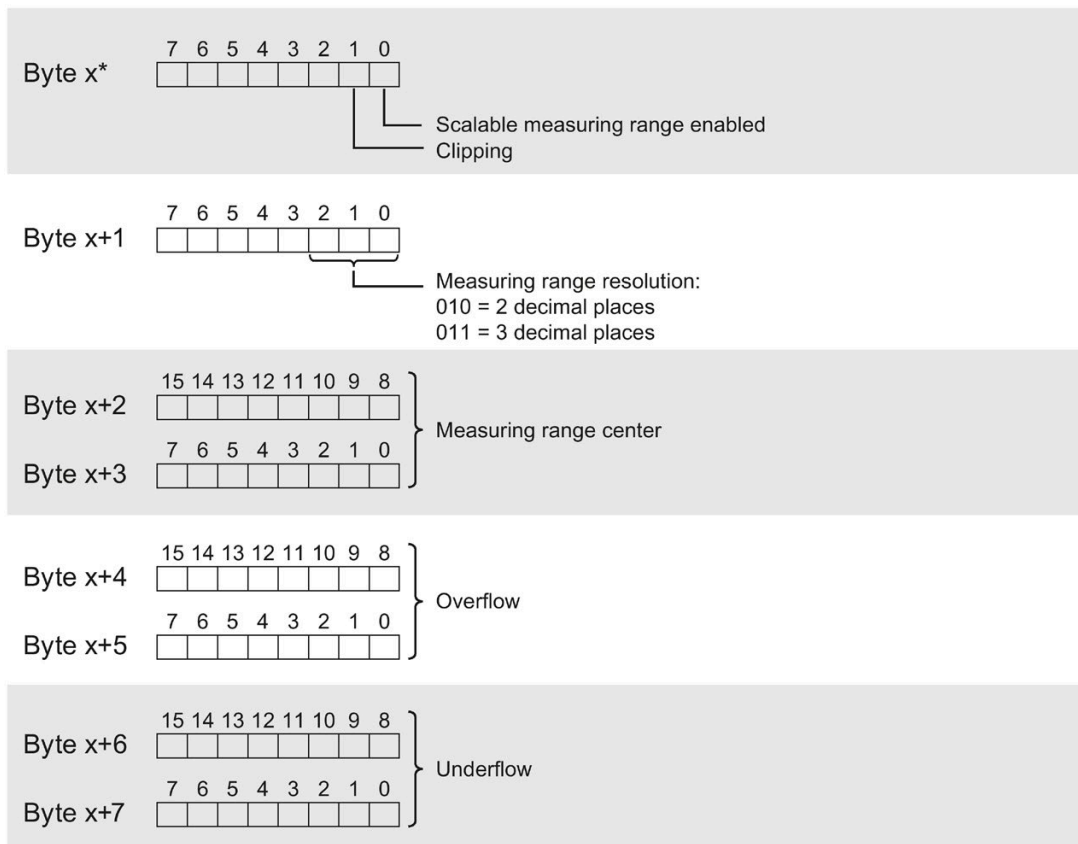 7 6 5 4 3 2 1 0
Byte x*
Scalable measuring range enabled
Clipping
7 6 5 4 3 2 1 0
Byte x+1
Measuring range resolution:
010 = 2 decimal places
011 = 3 decimal places
15 14 13 12 11 10 9 8
Byte x+2
Measuring range center
7 6 5 4 3 2 1 0
Byte x+3
15 14 13 12 11 10 9 8
Byte x+4
Overflow
7 6 5 4 3 2 1 0
Byte x+5
15 14 13 12 11 10 9 8
Byte x+6
Underflow
7 6 5 4 3 2 1 0
Byte x+7